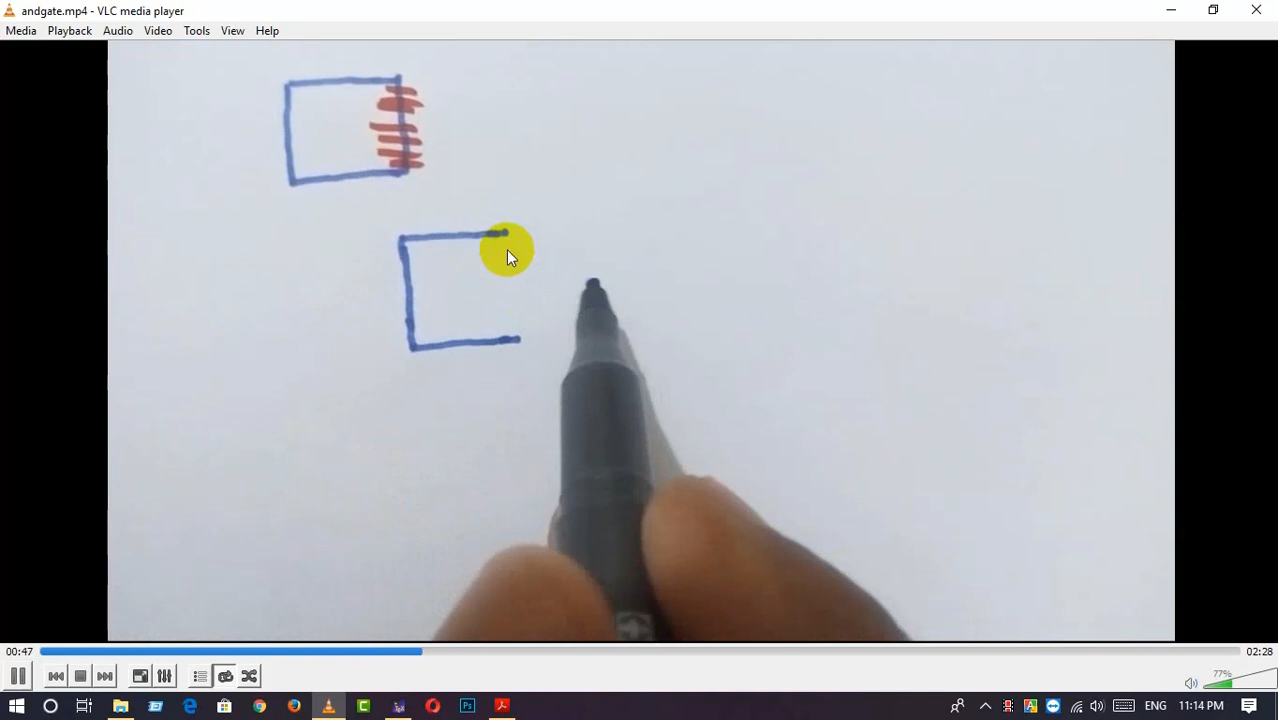 andgate.mp4 - VLC media player
Media Playback Audio Video Tools View Help
00:47
02:28
77%
Ps
ENG
11:14 PM